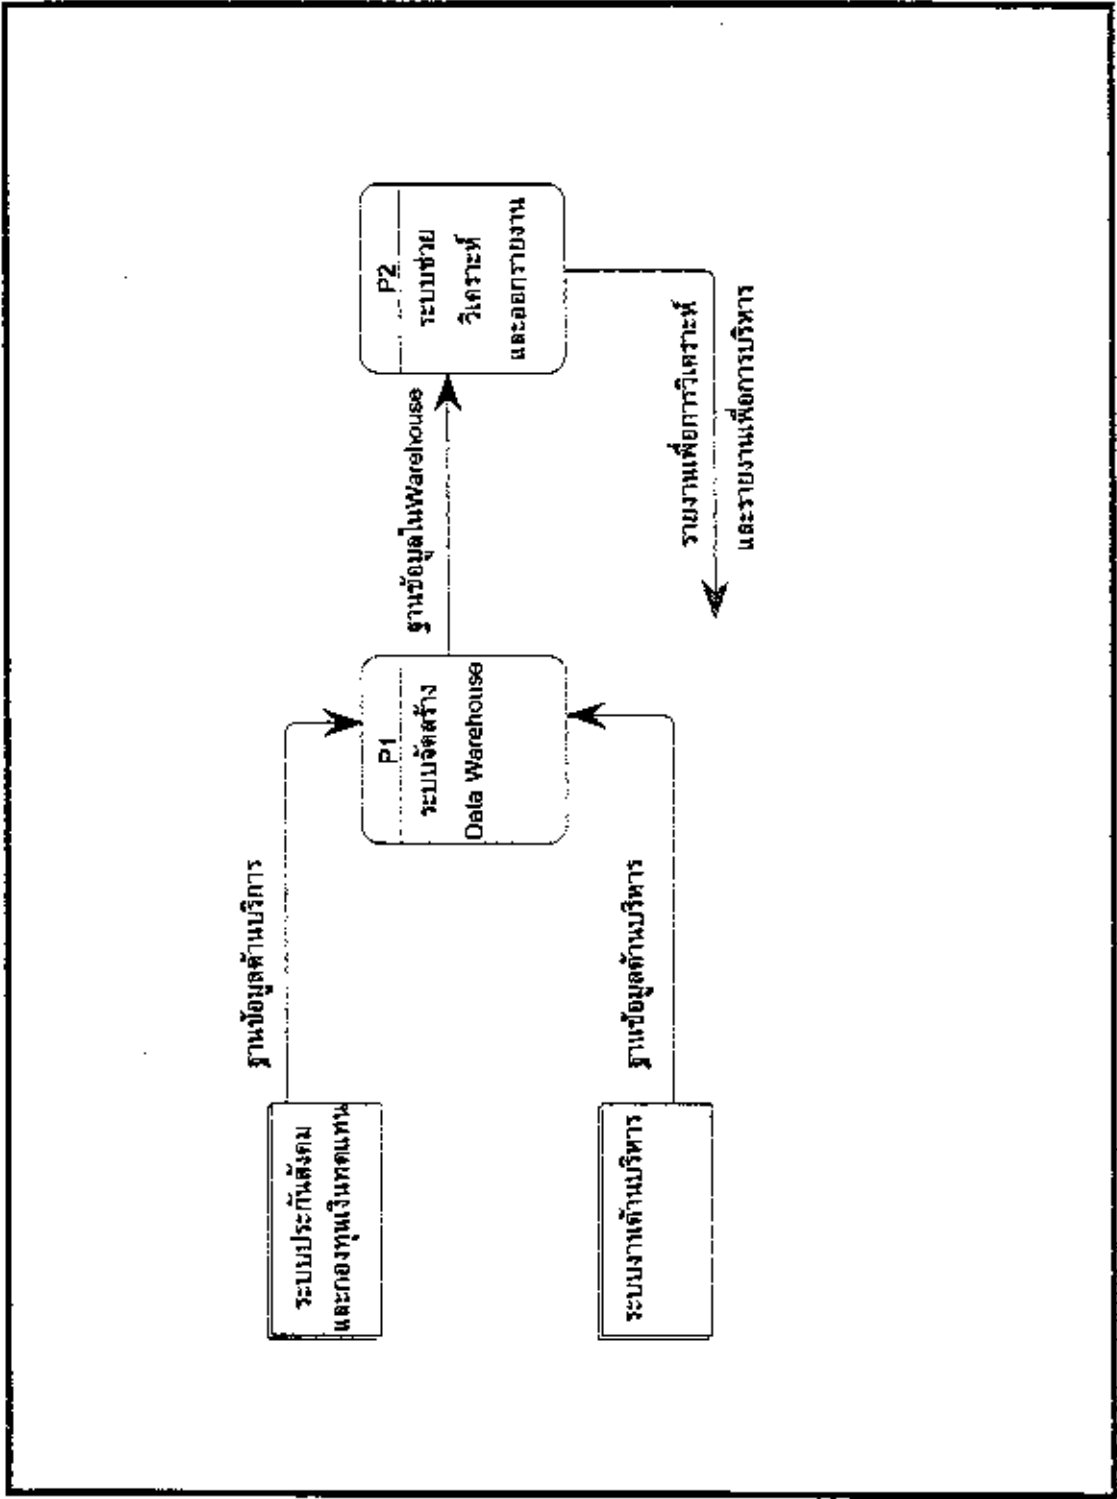 ระบบประกันสังคม
และกองทุนเงินทดแทน
ฐานข้อมูลด้านบริการ
ระบบงานด้านบริหาร
ฐานข้อมูลด้านบริหาร
P1
ระบบจัดสร้าง
Data Warehouse
ฐานข้อมูลในWarehouse
P2
ระบบช่วย
วิเคราะห์
และออกรายงาน
รายงานเพื่อการวิเคราะห์
และรายงานเพื่อการบริหาร